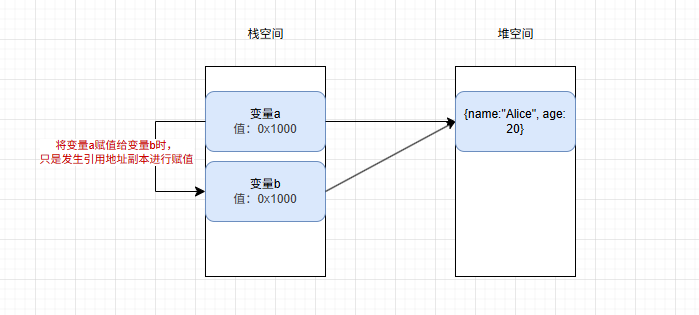 栈空间
堆空间
变量a
值：0x1000
{name:"Alice", age:
20}
将变量a赋值给变量b时，
只是发生引用地址副本进行赋值
变量b
值：0x1000